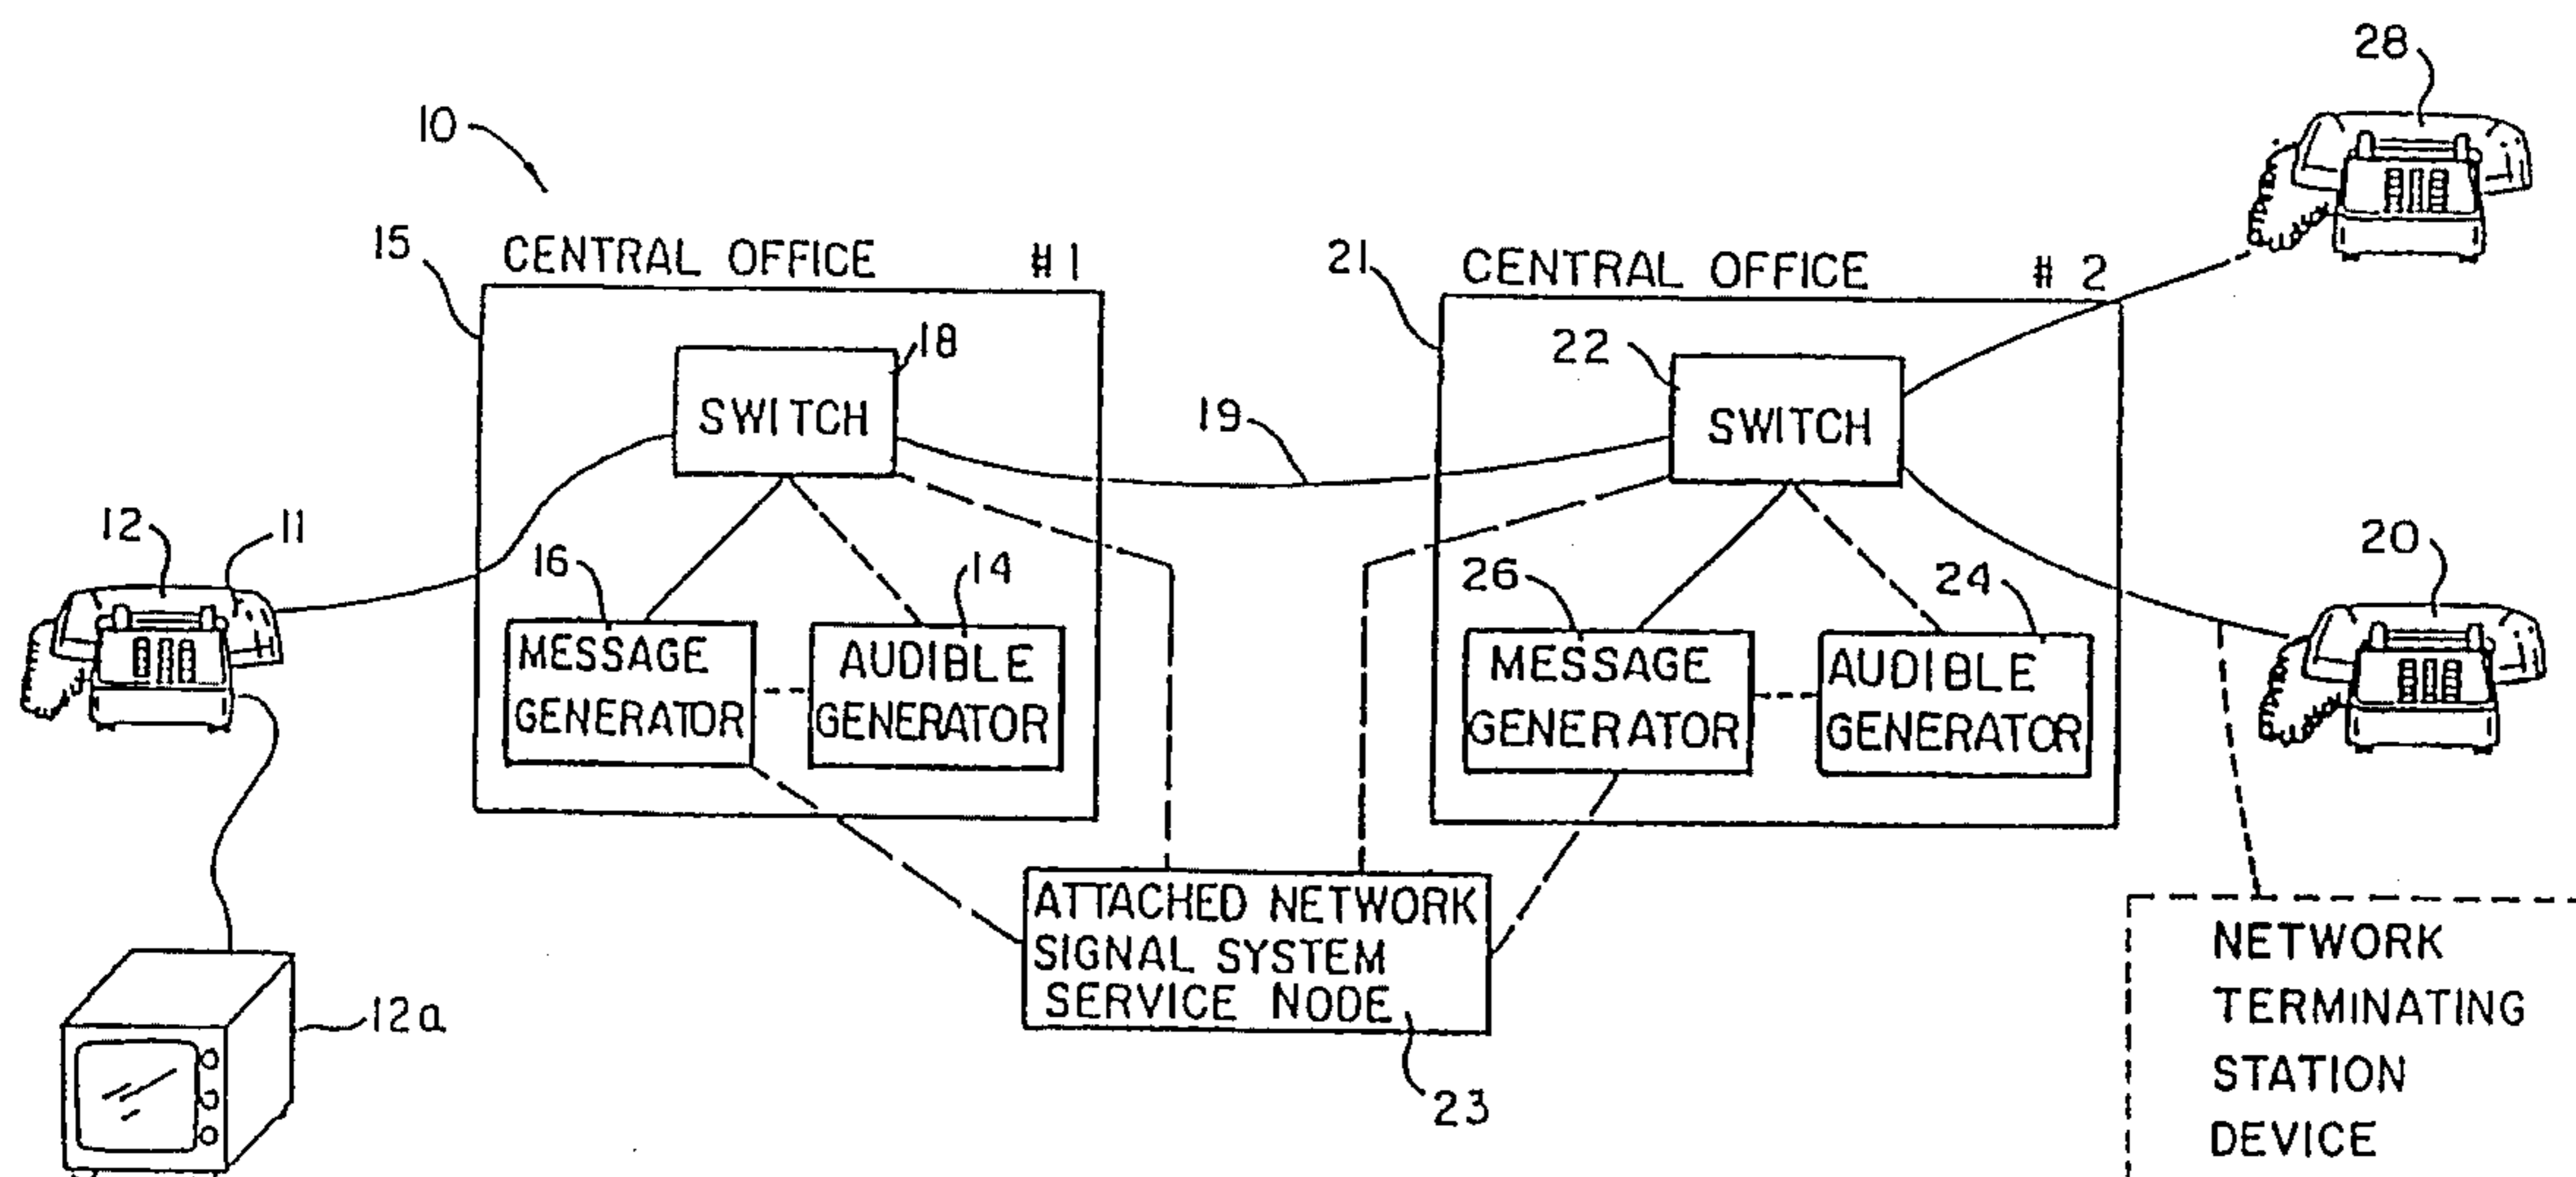 28
10
15
CENTRAL OFFICE #1
21
CENTRAL OFFICE # 2
18
SWITCH
22
SWITCH
19
12
11
16
14
MESSAGE
GENERATOR
AUDIBLE
GENERATOR
26
24
MESSAGE
GENERATOR
AUDIBLE
GENERATOR
20
12a
ATTACHED NETWORK
SIGNAL SYSTEM
SERVICE NODE
23
NETWORK
TERMINATING
STATION
DEVICE